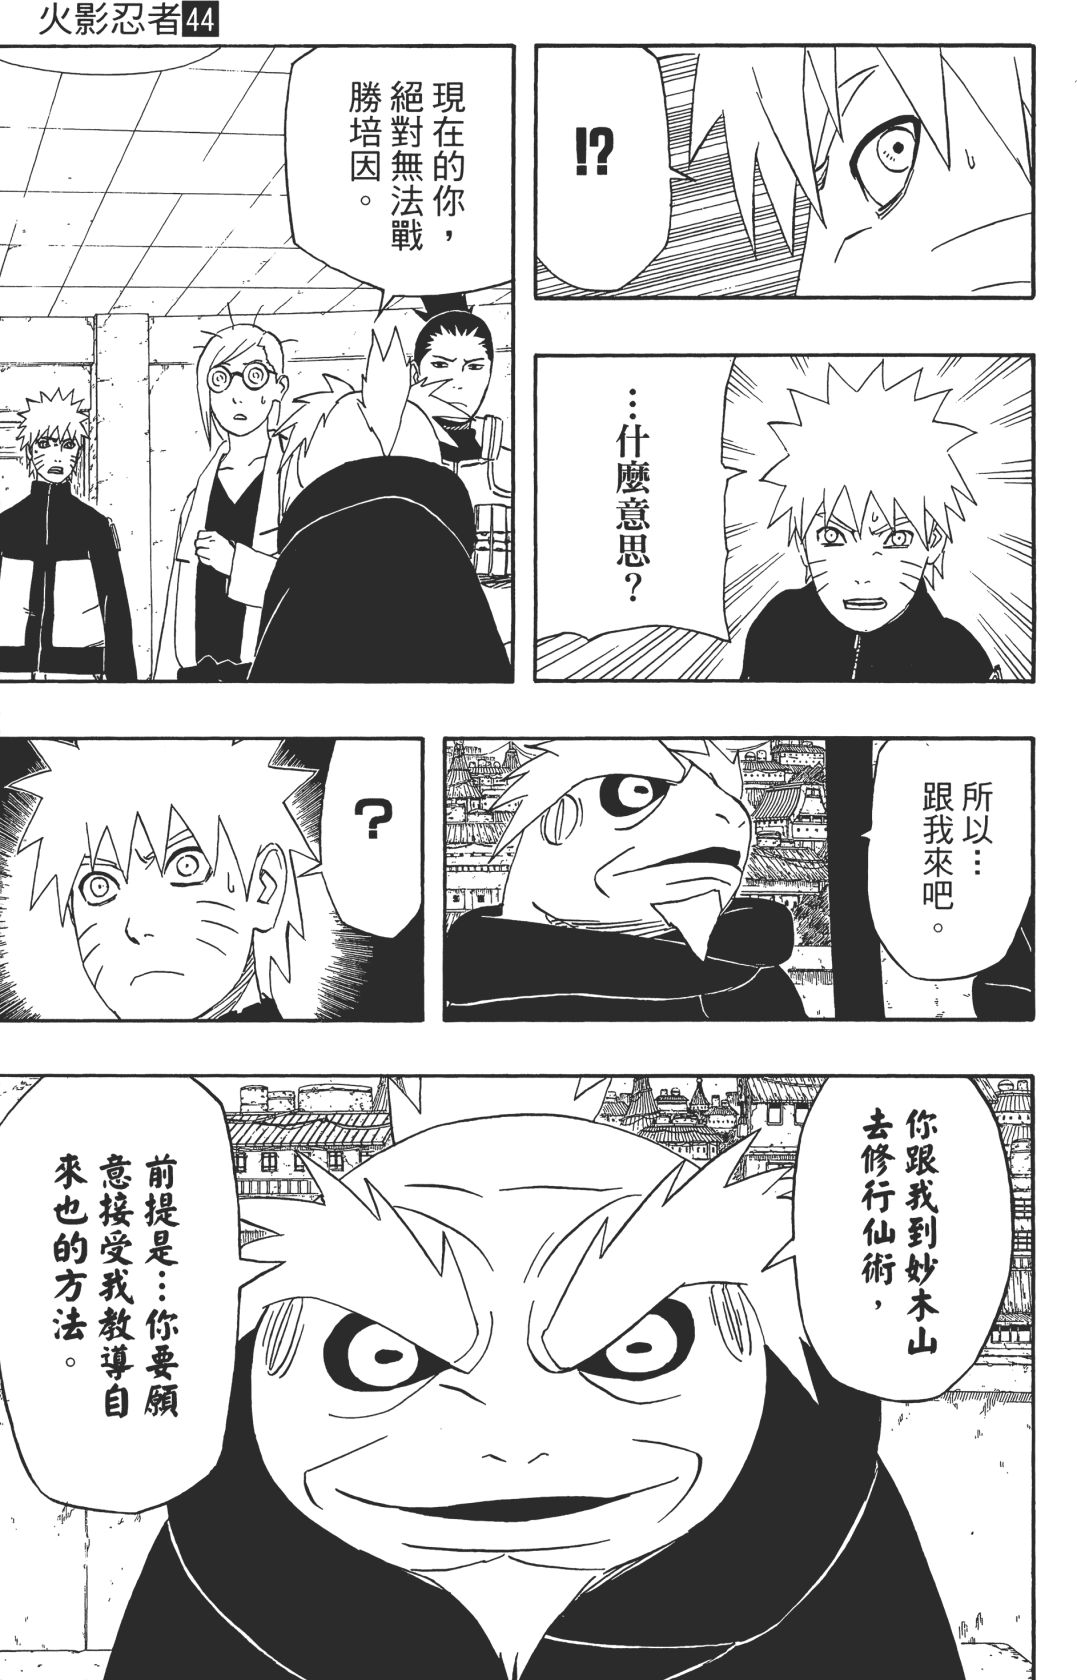 火影忍者44
!?
…什麼意思？
現在的你，
絕對無法戰
勝培因。
所以…
跟我來吧。
?
你跟我到妙木山
去修行仙術，
前提是…你要願
意接受我教導自
來也的方法。